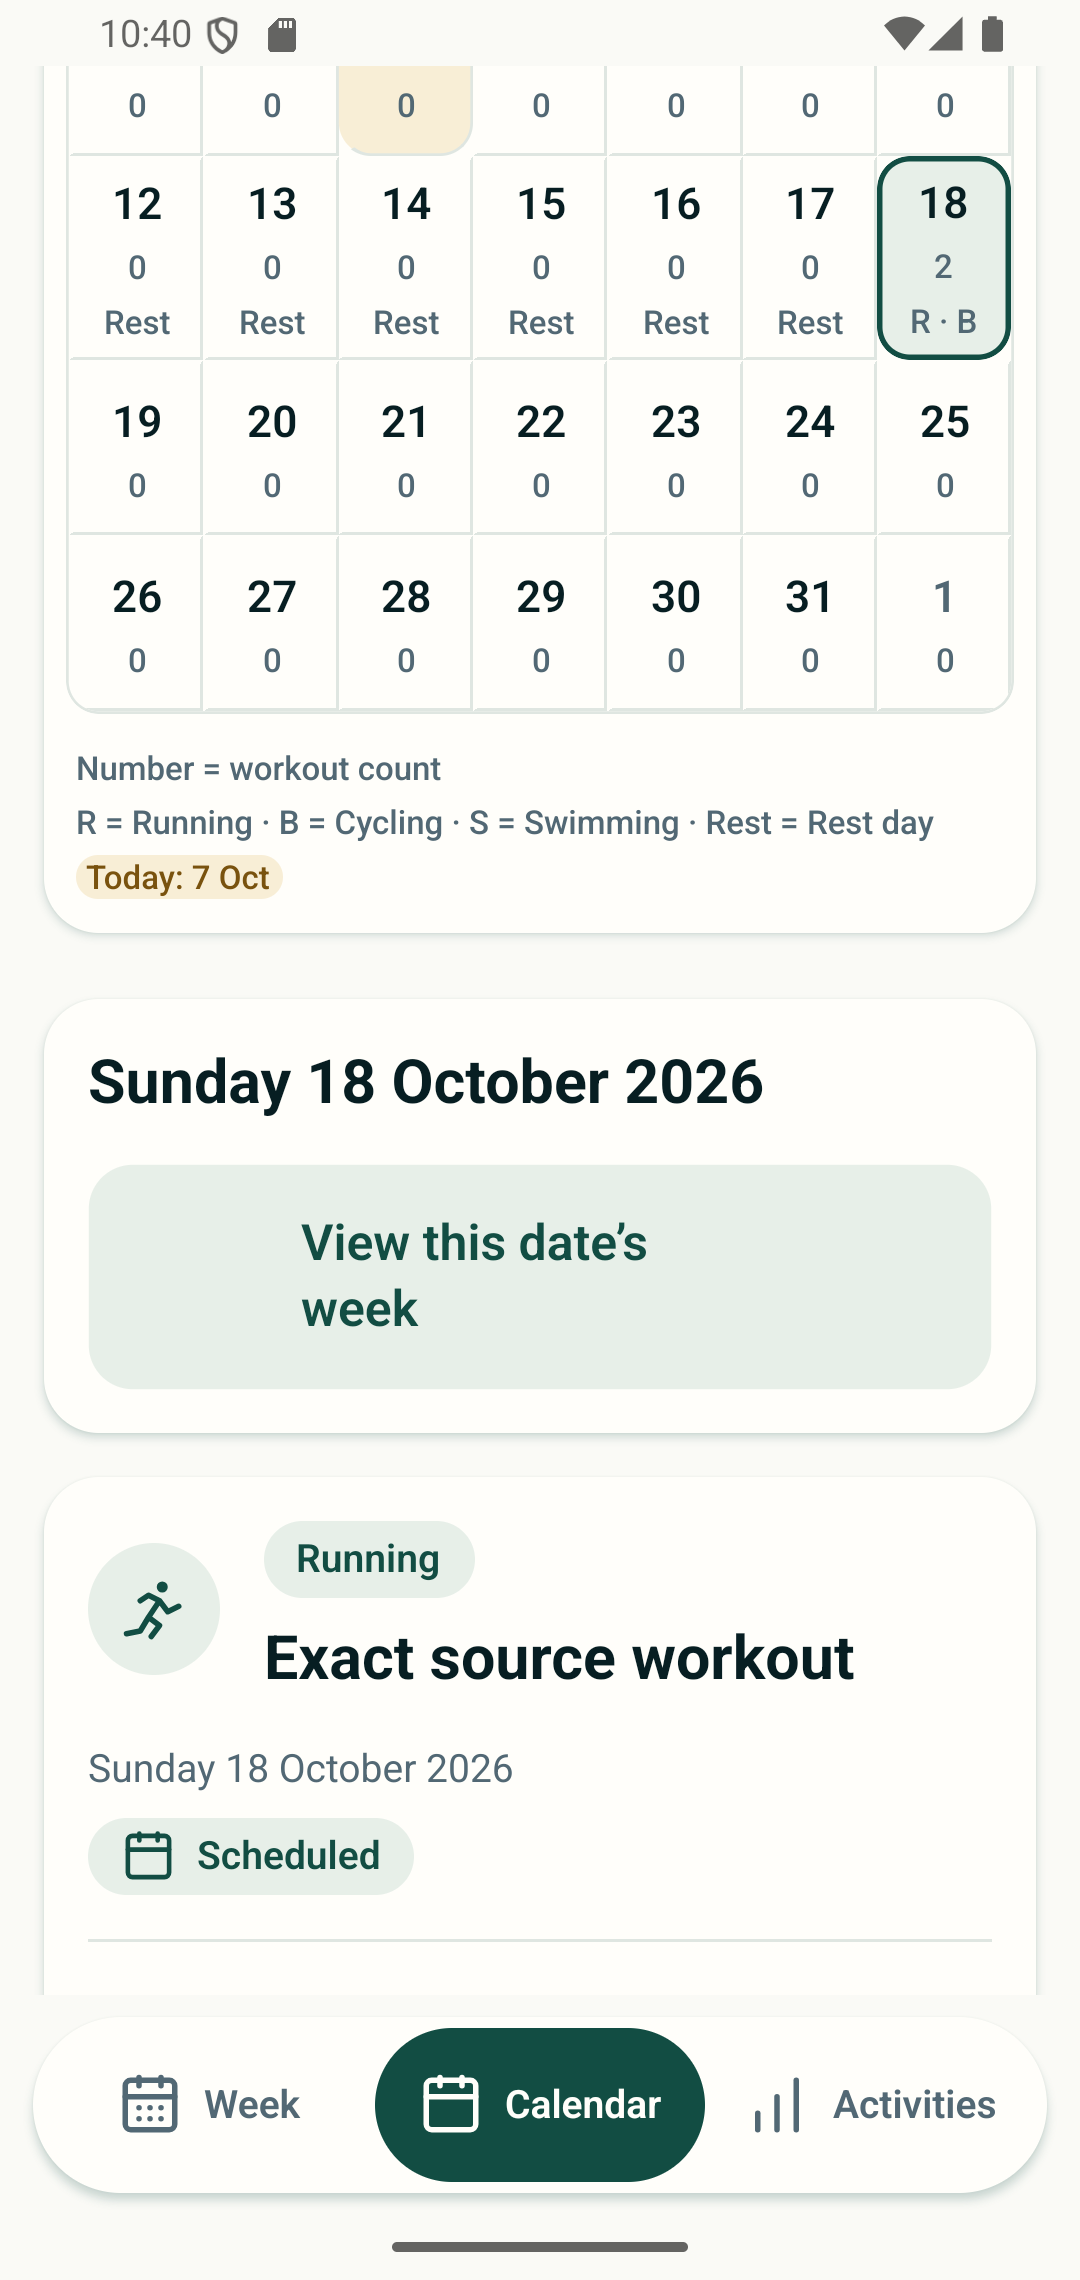 10:40
0 0 0 0 0 0 0
12 13 14 15 16 17 18
0 0 0 0 0 0 2
Rest Rest Rest Rest Rest Rest R · B
19 20 21 22 23 24 25
0 0 0 0 0 0 0
26 27 28 29 30 31 1
0 0 0 0 0 0 0
Number = workout count
R = Running · B = Cycling · S = Swimming · Rest = Rest day
Today: 7 Oct
Sunday 18 October 2026
View this date’s
week
Running
Exact source workout
Sunday 18 October 2026
Scheduled
Week Calendar Activities